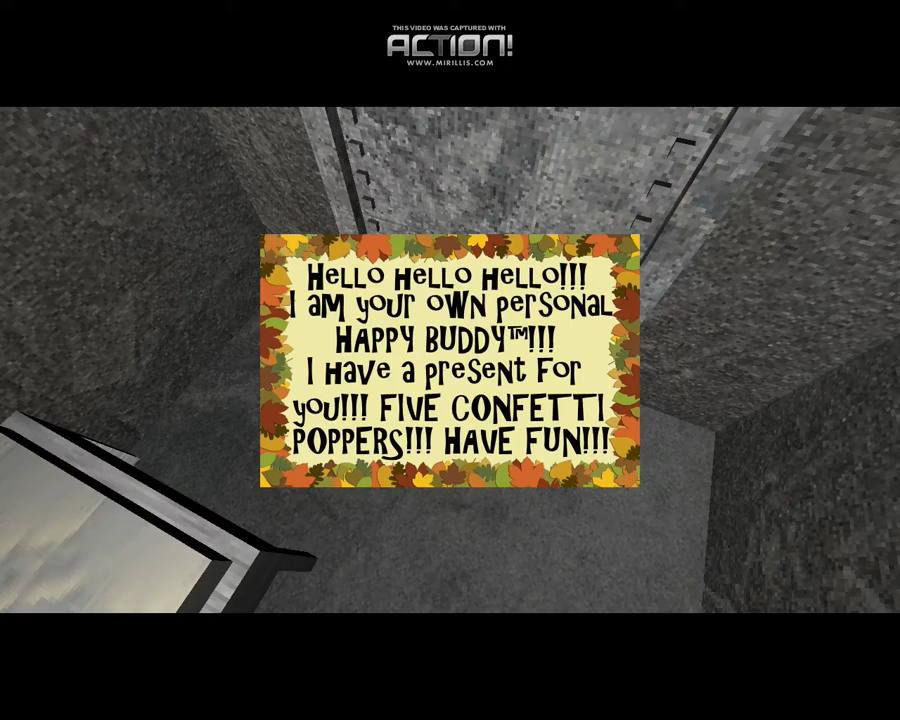 THIS VIDEO WAS CAPTURED WITH
ACTION!
WWW.MIRILLIS.COM
Hello Hello Hello!!!
I am your own personal
HAPPY BUDDY™!!!
I Have a present For
you!!! FIVE CONFETTI
POPPERS!!! HAVE FUN!!!